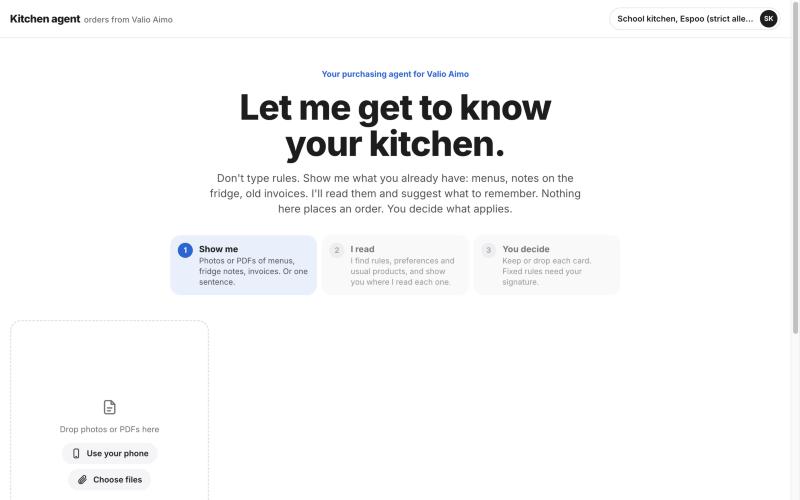 Kitchen agent orders from Valio Aimo
School kitchen, Espoo (strict alle...
SK
Your purchasing agent for Valio Aimo
Let me get to know
your kitchen.
Don't type rules. Show me what you already have: menus, notes on the
fridge, old invoices. I'll read them and suggest what to remember. Nothing
here places an order. You decide what applies.
1
Show me
Photos or PDFs of menus,
fridge notes, invoices. Or one
sentence.
2
I read
I find rules, preferences and
usual products, and show
you where I read each one.
3
You decide
Keep or drop each card.
Fixed rules need your
signature.
Drop photos or PDFs here
Use your phone
Choose files